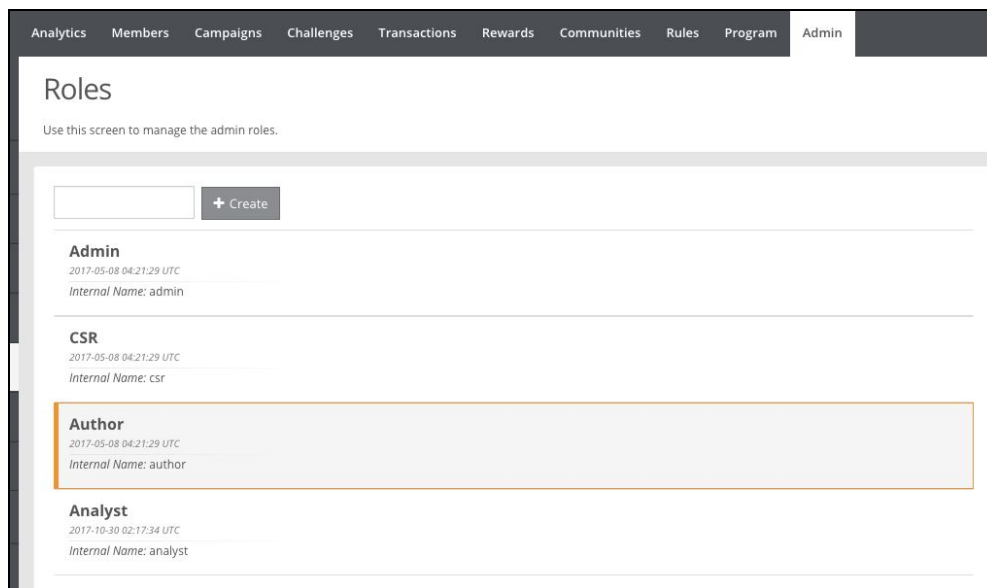 Analytics Members Campaigns Challenges Transactions Rewards Communities Rules Program Admin
Roles
Use this screen to manage the admin roles.
+ Create
Admin
2017-05-08 04:21:29 UTC
Internal Name: admin
CSR
2017-05-08 04:21:29 UTC
Internal Name: csr
Author
2017-05-08 04:21:29 UTC
Internal Name: author
Analyst
2017-10-30 02:17:34 UTC
Internal Name: analyst